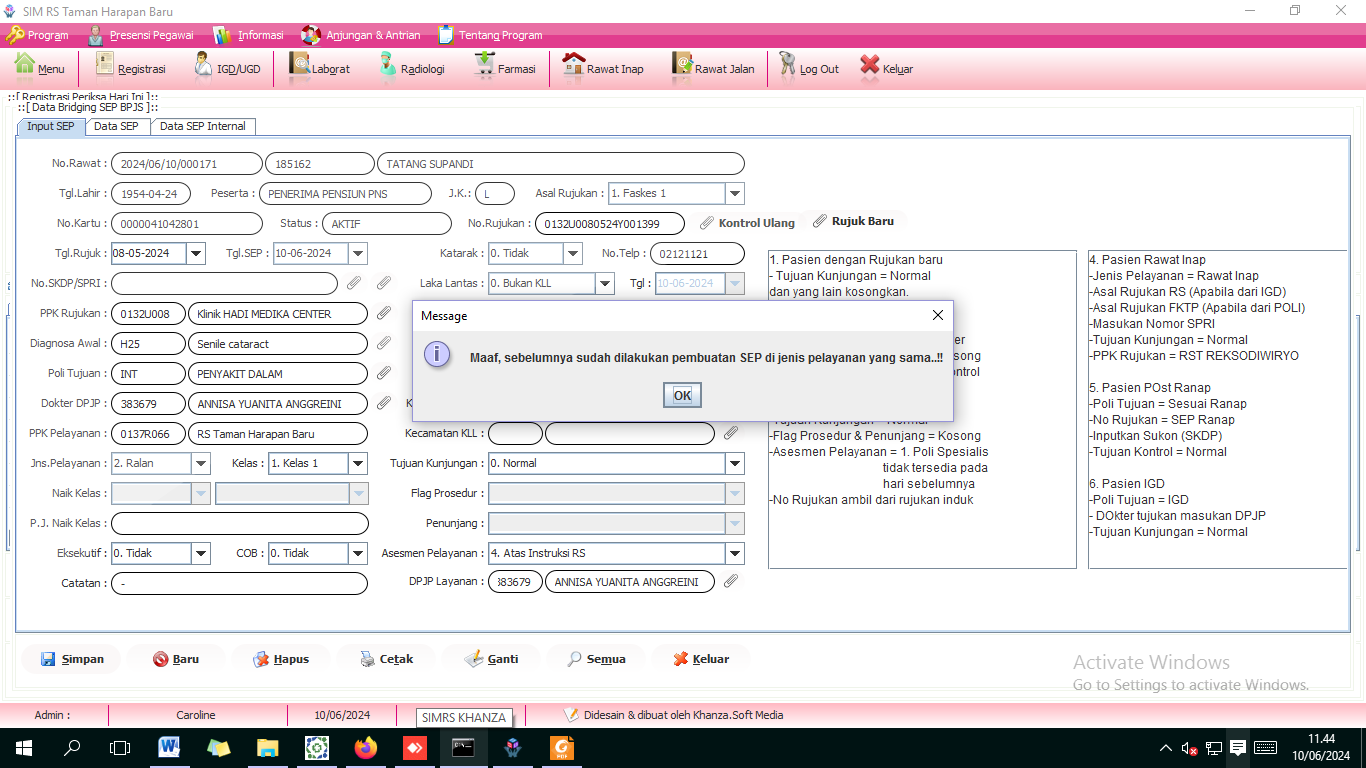 SIM RS Taman Harapan Baru
Program Presensi Pegawai Informasi Anjungan & Antrian Tentang Program
Menu Registrasi IGD/UGD Laborat Radiologi Farmasi Rawat Inap Rawat Jalan Log Out Keluar
::[ Registrasi Periksa Hari Ini ]::
::[ Data Bridging SEP BPJS ]::
Input SEP Data SEP Data SEP Internal
No.Rawat : 2024/06/10/000171 185162 TATANG SUPANDI
Tgl.Lahir : 1954-04-24 Peserta : PENERIMA PENSIUN PNS J.K.: L Asal Rujukan : 1. Faskes 1
No.Kartu : 0000041042801 Status : AKTIF No.Rujukan : 0132U0080524Y001399 Kontrol Ulang Rujuk Baru
Tgl.Rujuk : 08-05-2024 Tgl.SEP : 10-06-2024 Katarak : 0. Tidak No.Telp : 02121121
No.SKDP/SPRI : Laka Lantas : 0. Bukan KLL Tgl : 10-06-2024
PPK Rujukan : 0132U008 Klinik HADI MEDIKA CENTER
Diagnosa Awal : H25 Senile cataract
Poli Tujuan : INT PENYAKIT DALAM
Dokter DPJP : 383679 ANNISA YUANITA ANGGREINI
PPK Pelayanan : 0137R066 RS Taman Harapan Baru Kecamatan KLL :
Jns.Pelayanan : 2. Ralan Kelas : 1. Kelas 1 Tujuan Kunjungan : 0. Normal
Naik Kelas : Flag Prosedur :
P.J. Naik Kelas : Penunjang :
Eksekutif : 0. Tidak COB : 0. Tidak Asesmen Pelayanan : 4. Atas Instruksi RS
Catatan : - DPJP Layanan : 383679 ANNISA YUANITA ANGGREINI
1. Pasien dengan Rujukan baru
- Tujuan Kunjungan = Normal
dan yang lain kosongkan.
-Flag Prosedur & Penunjang = Kosong
-Asesmen Pelayanan = 1. Poli Spesialis
tidak tersedia pada
hari sebelumnya
-No Rujukan ambil dari rujukan induk
4. Pasien Rawat Inap
-Jenis Pelayanan = Rawat Inap
-Asal Rujukan RS (Apabila dari IGD)
-Asal Rujukan FKTP (Apabila dari POLI)
-Masukan Nomor SPRI
-Tujuan Kunjungan = Normal
-PPK Rujukan = RST REKSODIWIRYO
5. Pasien POst Ranap
-Poli Tujuan = Sesuai Ranap
-No Rujukan = SEP Ranap
-Inputkan Sukon (SKDP)
-Tujuan Kontrol = Normal
6. Pasien IGD
-Poli Tujuan = IGD
- DOkter tujukan masukan DPJP
-Tujuan Kunjungan = Normal
Message
Maaf, sebelumnya sudah dilakukan pembuatan SEP di jenis pelayanan yang sama..!!
OK
Simpan Baru Hapus Cetak Ganti Semua Keluar
Activate Windows
Go to Settings to activate Windows.
Admin : Caroline 10/06/2024 SIMRS KHANZA Didesain & dibuat oleh Khanza.Soft Media
11.44
10/06/2024